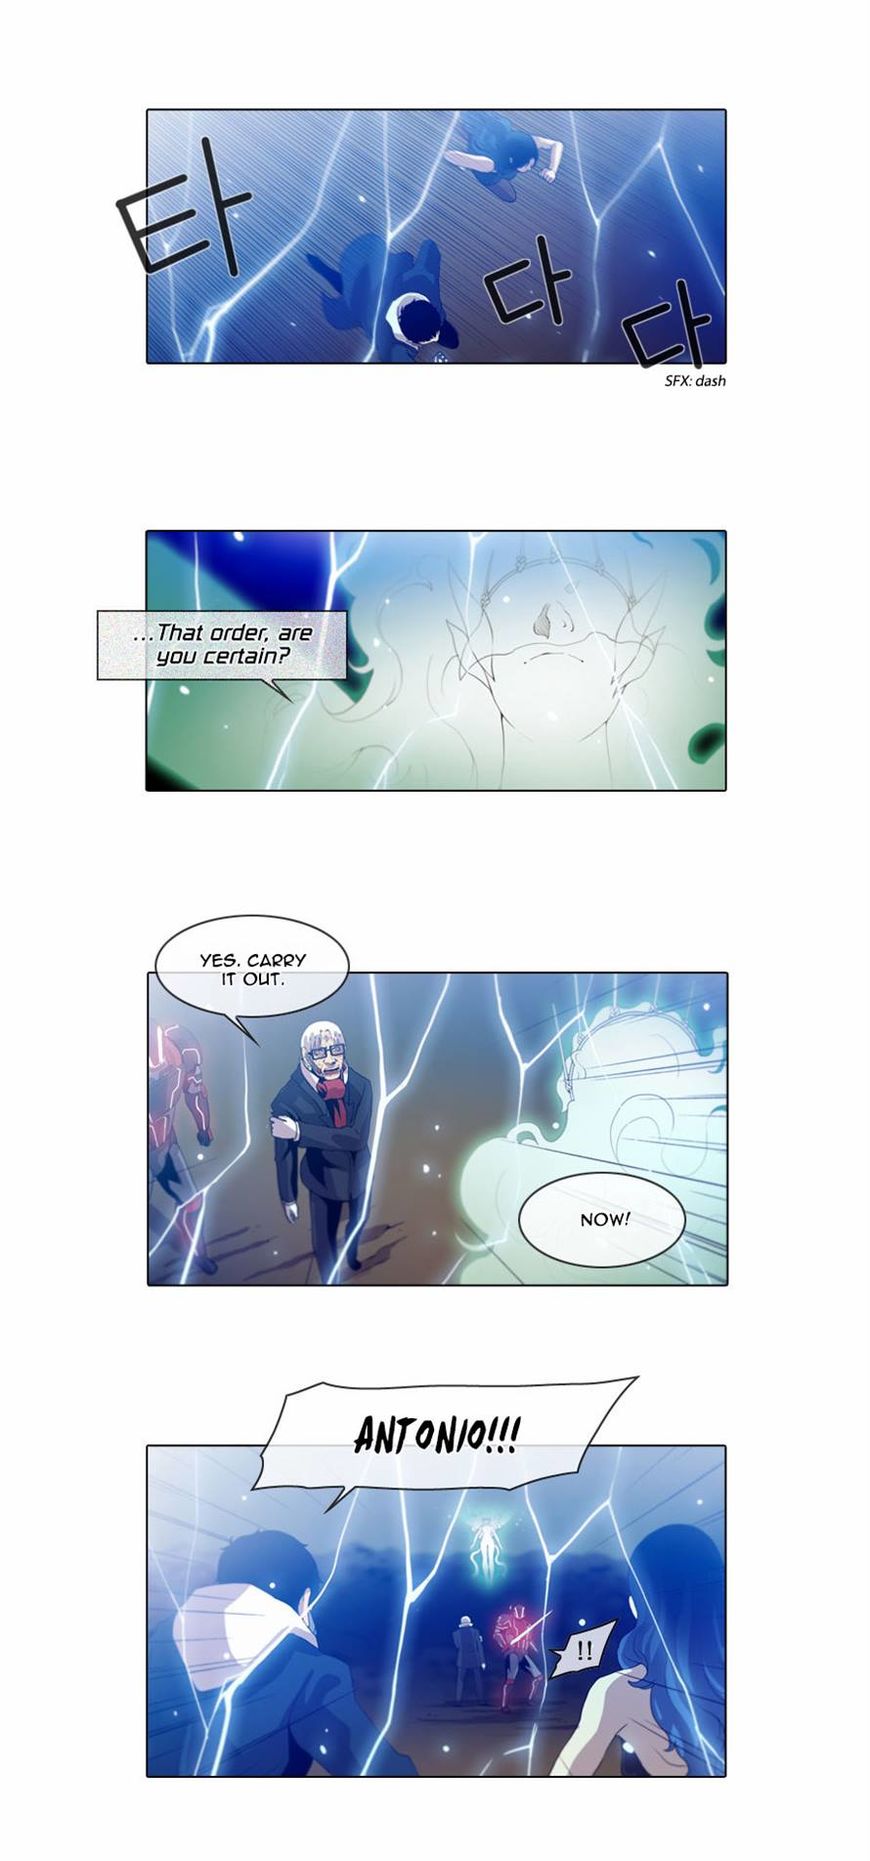 타
다
다
SFX: dash
...That order, are
you certain?
YES. CARRY
IT OUT.
NOW!
ANTONIO!!!
!!